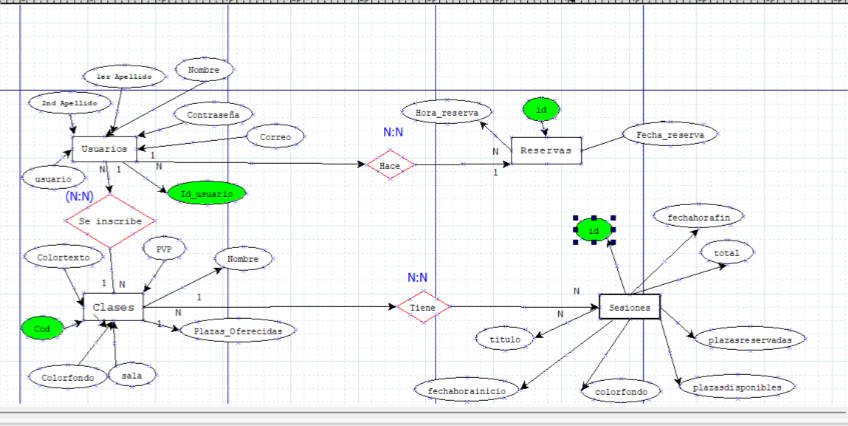 1er Apellido
Nombre
2nd Apellido
Contraseña
Correo
Usuarios
usuario
Id_usuario
1
N
N
1
(N:N)
Se inscribe
1
N
N:N
Hace
N
1
Hora_reserva
id
Fecha_reserva
Reservas
Colortexto
PVP
Nombre
Clases
Cod
1
N
1
Plazas_Oferecidas
Colorfondo
sala
N:N
Tiene
N
N
id
fechahorafin
total
Sesiones
titulo
plazasreservadas
fechahorainicio
colorfondo
plazasdisponibles